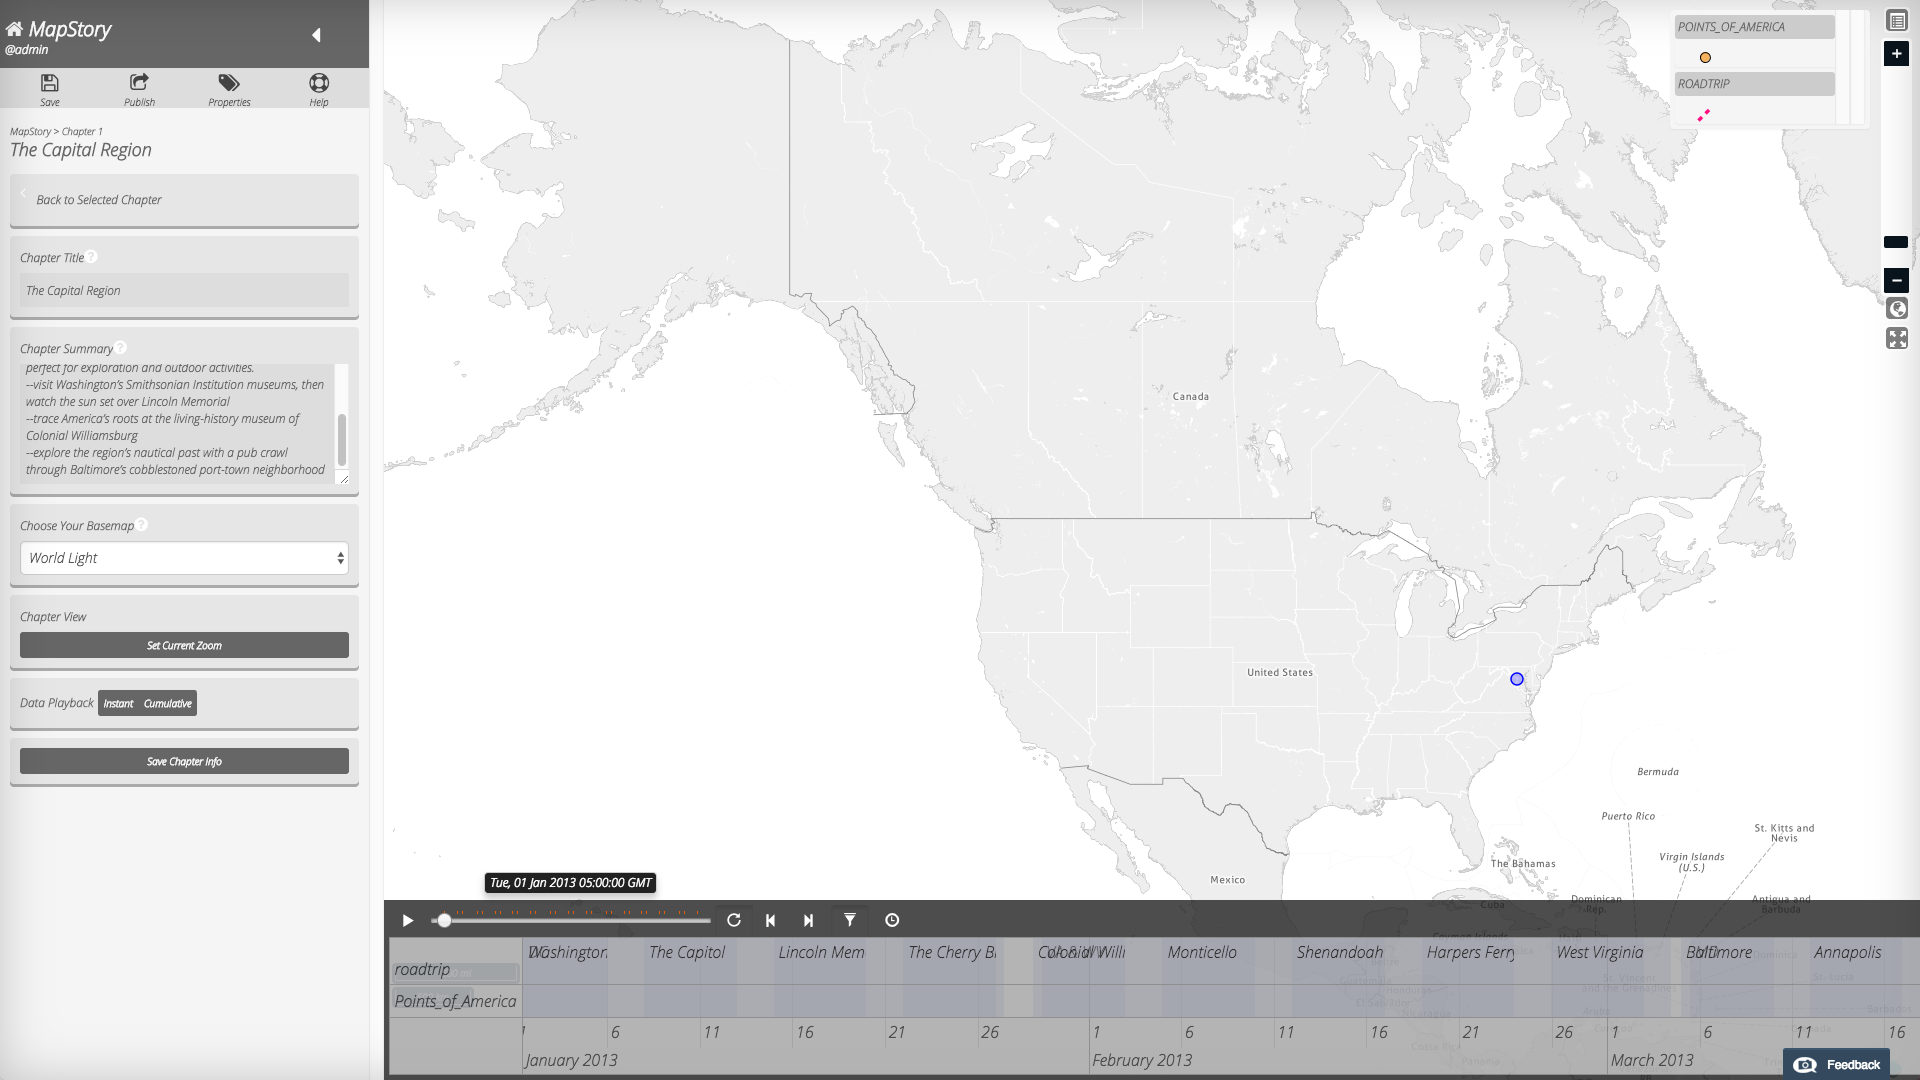 MapStory
@admin
Save
Publish
Properties
Help
MapStory > Chapter 1
The Capital Region
Back to Selected Chapter
Chapter Title
The Capital Region
Chapter Summary
perfect for exploration and outdoor activities.
--visit Washington's Smithsonian Institution museums, then
watch the sun set over Lincoln Memorial
--trace America's roots at the living-history museum of
Colonial Williamsburg
--explore the region's nautical past with a pub crawl
through Baltimore's cobblestoned port-town neighborhood
Choose Your Basemap
World Light
Chapter View
Set Current Zoom
Data Playback Instant Cumulative
Save Chapter Info
POINTS_OF_AMERICA
ROADTRIP
+
−
Canada
United States
Mexico
Bermuda
Puerto Rico
St. Kitts and
Nevis
Virgin Islands
(U.S.)
The Bahamas
Cuba
Dominican
Rep.
Antigua and
Barbuda
Tue, 01 Jan 2013 05:00:00 GMT
Washington The Capitol Lincoln Mem The Cherry Bl Colonial Willi Monticello Shenandoah Harpers Ferry West Virginia Baltimore Annapolis
roadtrip
Points_of_America
1 6 11 16 21 26 1 6 11 16 21 26 1 6 11 16
January 2013 February 2013 March 2013
Feedback